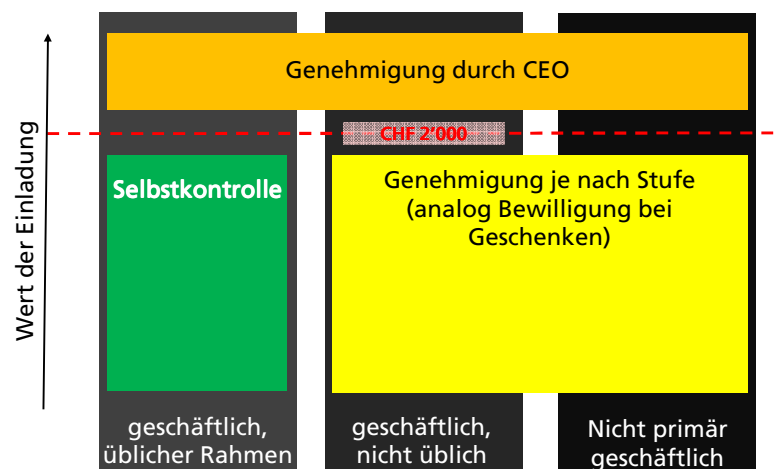 Genehmigung durch CEO
CHF 2'000
Selbstkontrolle
Genehmigung je nach Stufe
(analog Bewilligung bei
Geschenken)
Wert der Einladung
geschäftlich,
üblicher Rahmen
geschäftlich,
nicht üblich
Nicht primär
geschäftlich